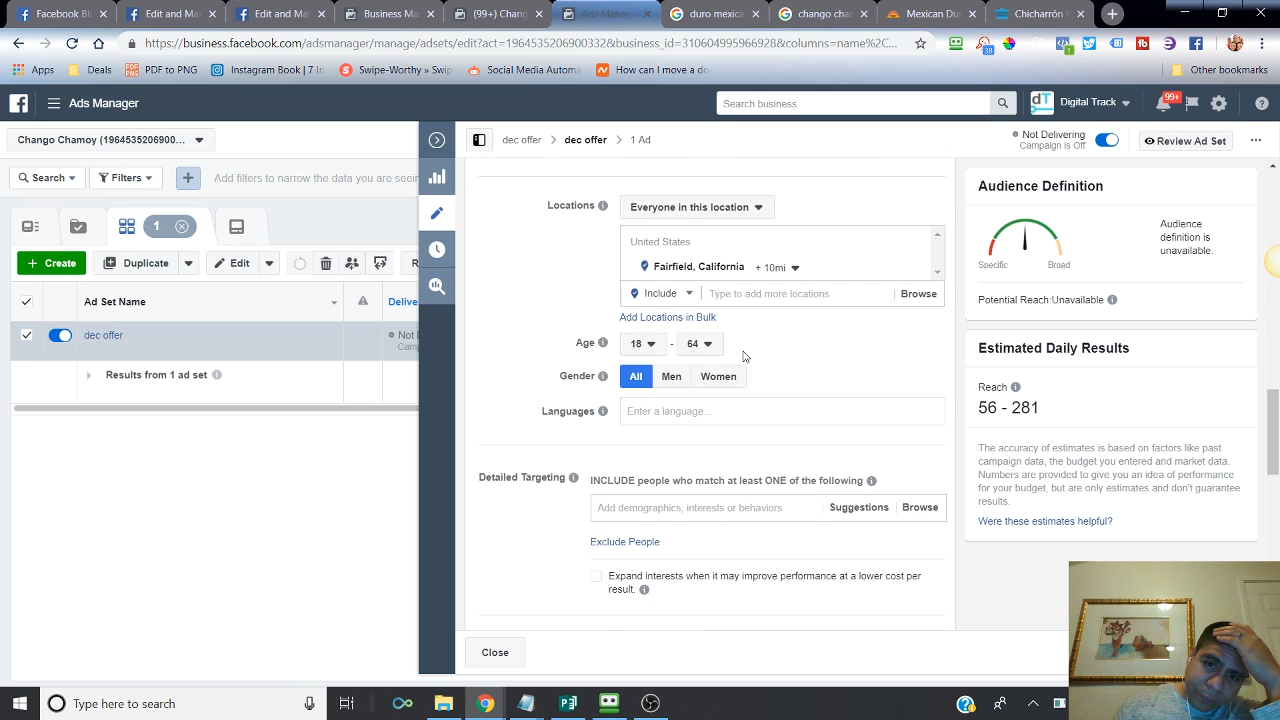 Facebook Bl
Edit and Mar
Edit and Mar
Business Ma
(99+) Chang
Ads Manag
duro mexica
chango char
Mexican Du
Chicharrón P
https://business.facebook.com/adsmanager/manage/adsets/edit?act=1964535206900332&business_id=310604995966928&columns=name%2C...
38
1
Apps
Deals
PDF to PNG
Instagram Book | 7 In
Swipe-Worthy » Swip
Social Media Automa
How can I move a do
Other bookmarks
Ads Manager
Search business
dT
Digital Track
99+
Chango Chamoy (1964535206900...
dec offer
dec offer
1 Ad
Not Delivering
Campaign is Off
Review Ad Set
Search
Filters
Add filters to narrow the data you are seei
1
Create
Duplicate
Edit
R
Ad Set Name
Delive
dec offer
Not D
Camp
Results from 1 ad set
Locations
Everyone in this location
United States
Fairfield, California + 10mi
Include
Type to add more locations
Browse
Add Locations in Bulk
Age
18 - 64
Gender
All Men Women
Languages
Enter a language...
Detailed Targeting
INCLUDE people who match at least ONE of the following
Add demographics, interests or behaviors
Suggestions
Browse
Exclude People
Expand interests when it may improve performance at a lower cost per
result.
Close
Audience Definition
Specific
Broad
Audience
definition is
unavailable.
Potential Reach:Unavailable
Estimated Daily Results
Reach
56 - 281
The accuracy of estimates is based on factors like past
campaign data, the budget you entered and market data.
Numbers are provided to give you an idea of performance
for your budget, but are only estimates and don't guarantee
results.
Were these estimates helpful?
Type here to search